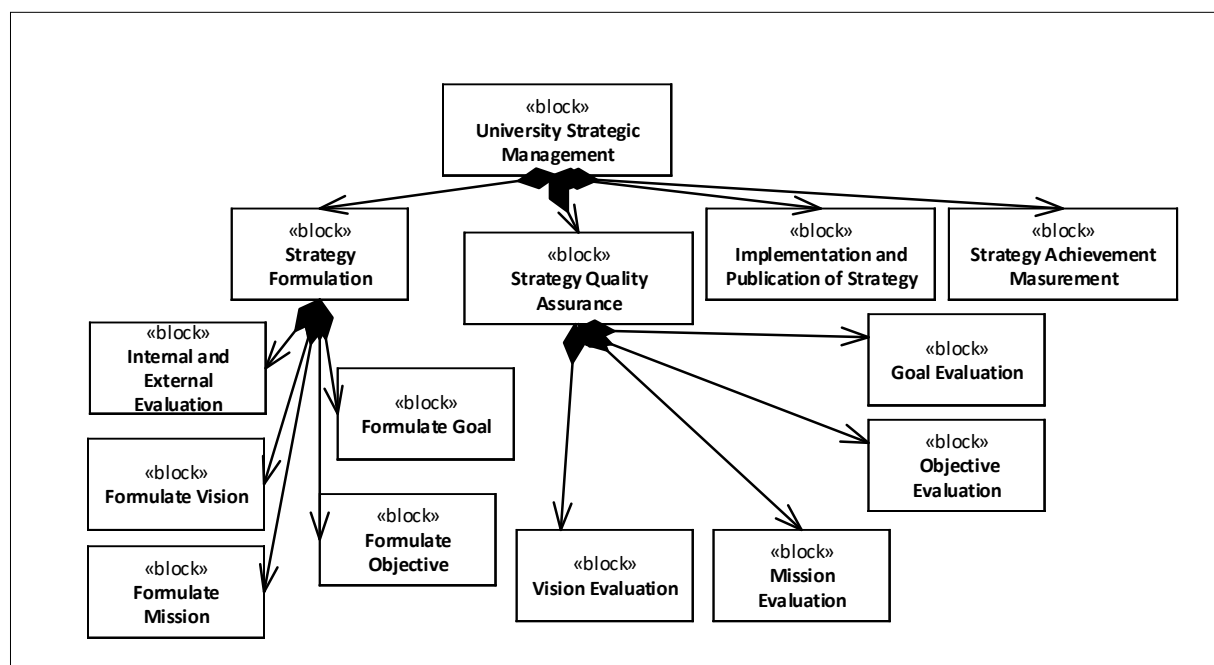 «block»
University Strategic
Management
«block»
Strategy
Formulation
«block»
Strategy Quality
Assurance
«block»
Implementation and
Publication of Strategy
«block»
Strategy Achievement
Masurement
«block»
Internal and
External
Evaluation
«block»
Formulate Goal
«block»
Goal Evaluation
«block»
Formulate Vision
«block»
Objective
Evaluation
«block»
Formulate
Objective
«block»
Formulate
Mission
«block»
Vision Evaluation
«block»
Mission
Evaluation